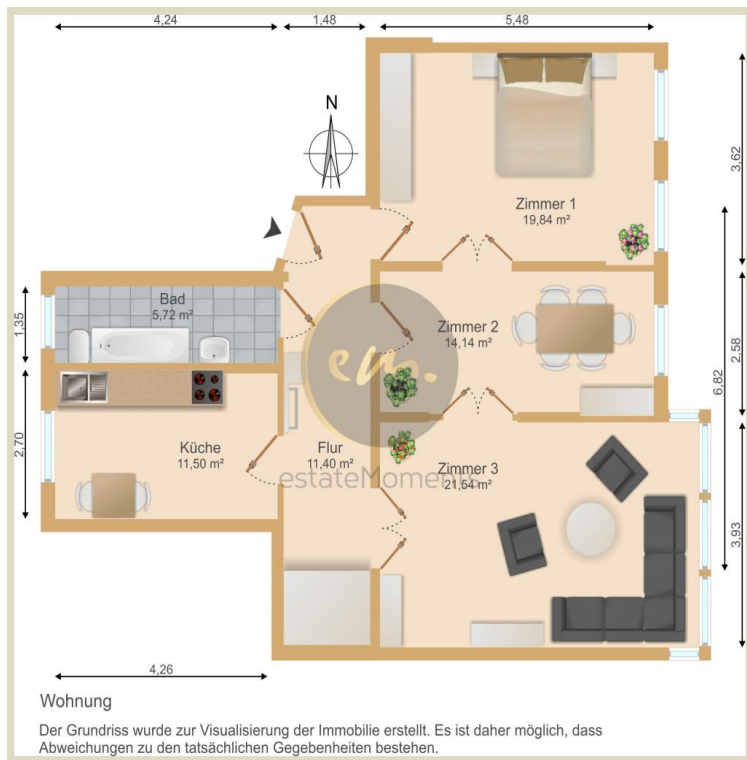 4,24
1,48
5,48
N
3,62
Zimmer 1
19,84 m²
Bad
5,72 m²
1.35
Zimmer 2
14,14 m²
2,58
6,82
em.
2,70
Küche
11,50 m²
Flur
11,40 m²
estateMoments
Zimmer 3
21,54 m²
3,93
4,26
Wohnung
Der Grundriss wurde zur Visualisierung der Immobilie erstellt. Es ist daher möglich, dass
Abweichungen zu den tatsächlichen Gegebenheiten bestehen.